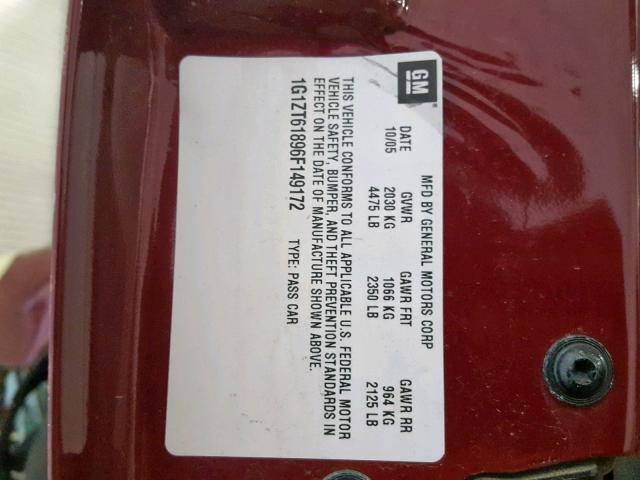 GM
MFD BY GENERAL MOTORS CORP
DATE GVWR GAWR FRT GAWR RR
10/05 2030 KG 1066 KG 964 KG
4475 LB 2350 LB 2125 LB
THIS VEHICLE CONFORMS TO ALL APPLICABLE U.S. FEDERAL MOTOR
VEHICLE SAFETY, BUMPER, AND THEFT PREVENTION STANDARDS IN
EFFECT ON THE DATE OF MANUFACTURE SHOWN ABOVE.
1G1ZT61896F149172 TYPE: PASS CAR